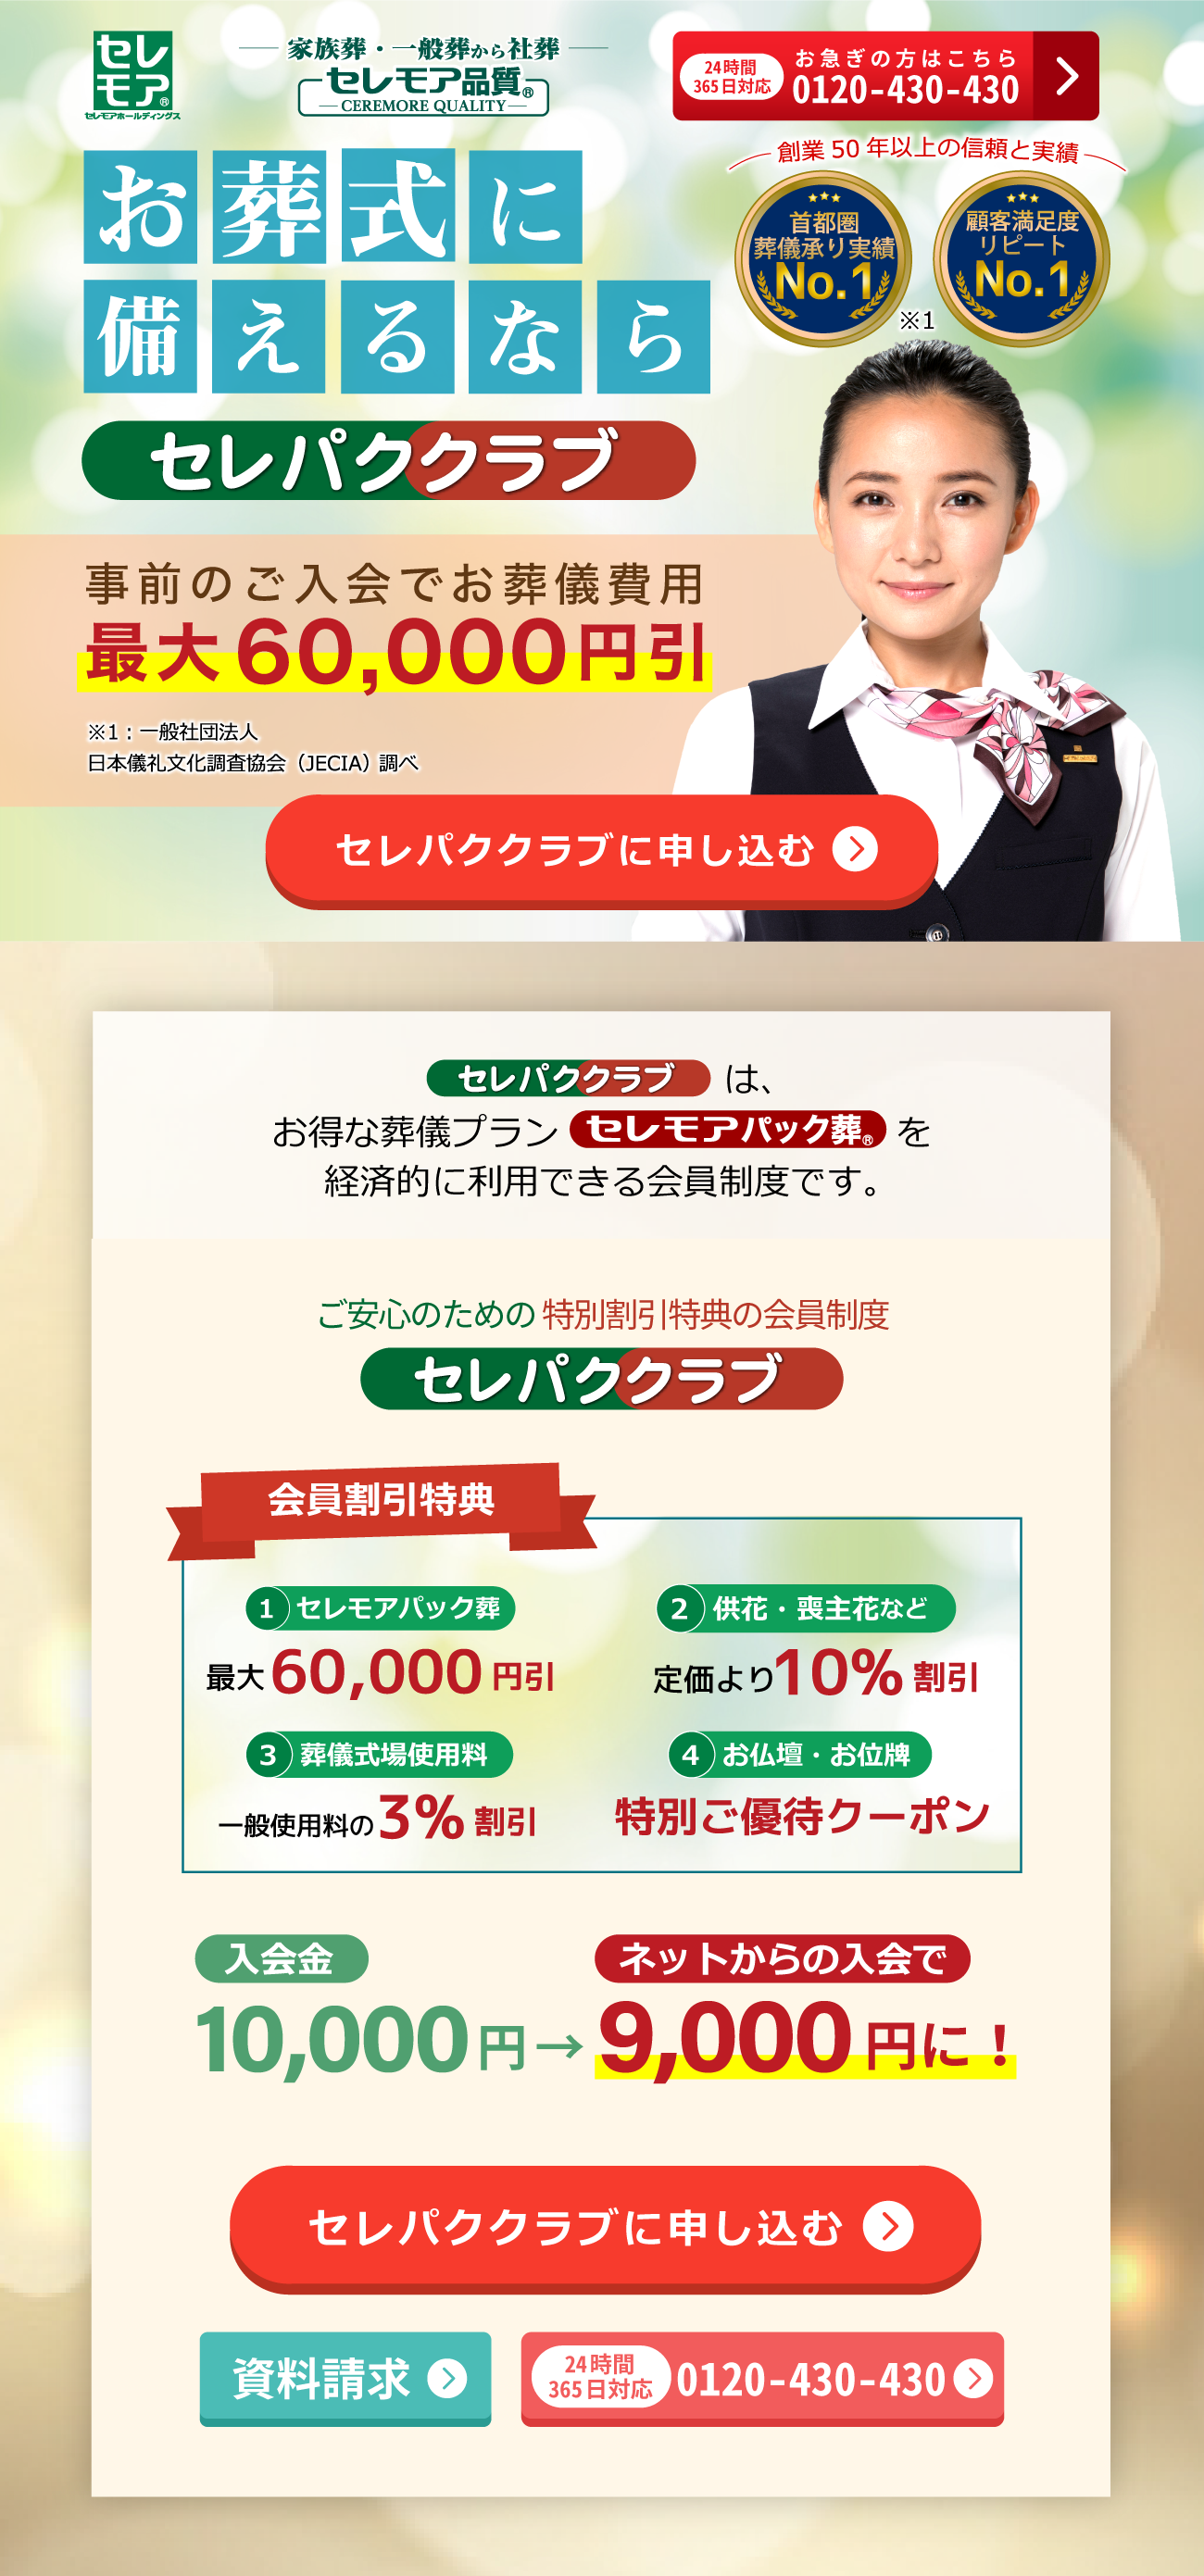 セレモア®
セレモアホールディングス
家族葬・一般葬から社葬
セレモア品質®
CEREMORE QUALITY
24時間
365日対応
お急ぎの方はこちら
0120-430-430
創業50年以上の信頼と実績
首都圏
葬儀承り実績
No.1
※1
顧客満足度
リピート
No.1
お葬式に
備えるなら
セレパククラブ
事前のご入会でお葬儀費用
最大60,000円引
※1：一般社団法人
日本儀礼文化調査協会（JECIA）調べ
セレパククラブに申し込む
セレパククラブ は、
お得な葬儀プラン セレモアパック葬® を
経済的に利用できる会員制度です。
ご安心のための特別割引特典の会員制度
セレパククラブ
会員割引特典
1 セレモアパック葬
最大60,000円引
2 供花・喪主花など
定価より10%割引
3 葬儀式場使用料
一般使用料の3%割引
4 お仏壇・お位牌
特別ご優待クーポン
入会金
10,000円→
ネットからの入会で
9,000円に！
セレパククラブに申し込む
資料請求
24時間
365日対応
0120-430-430